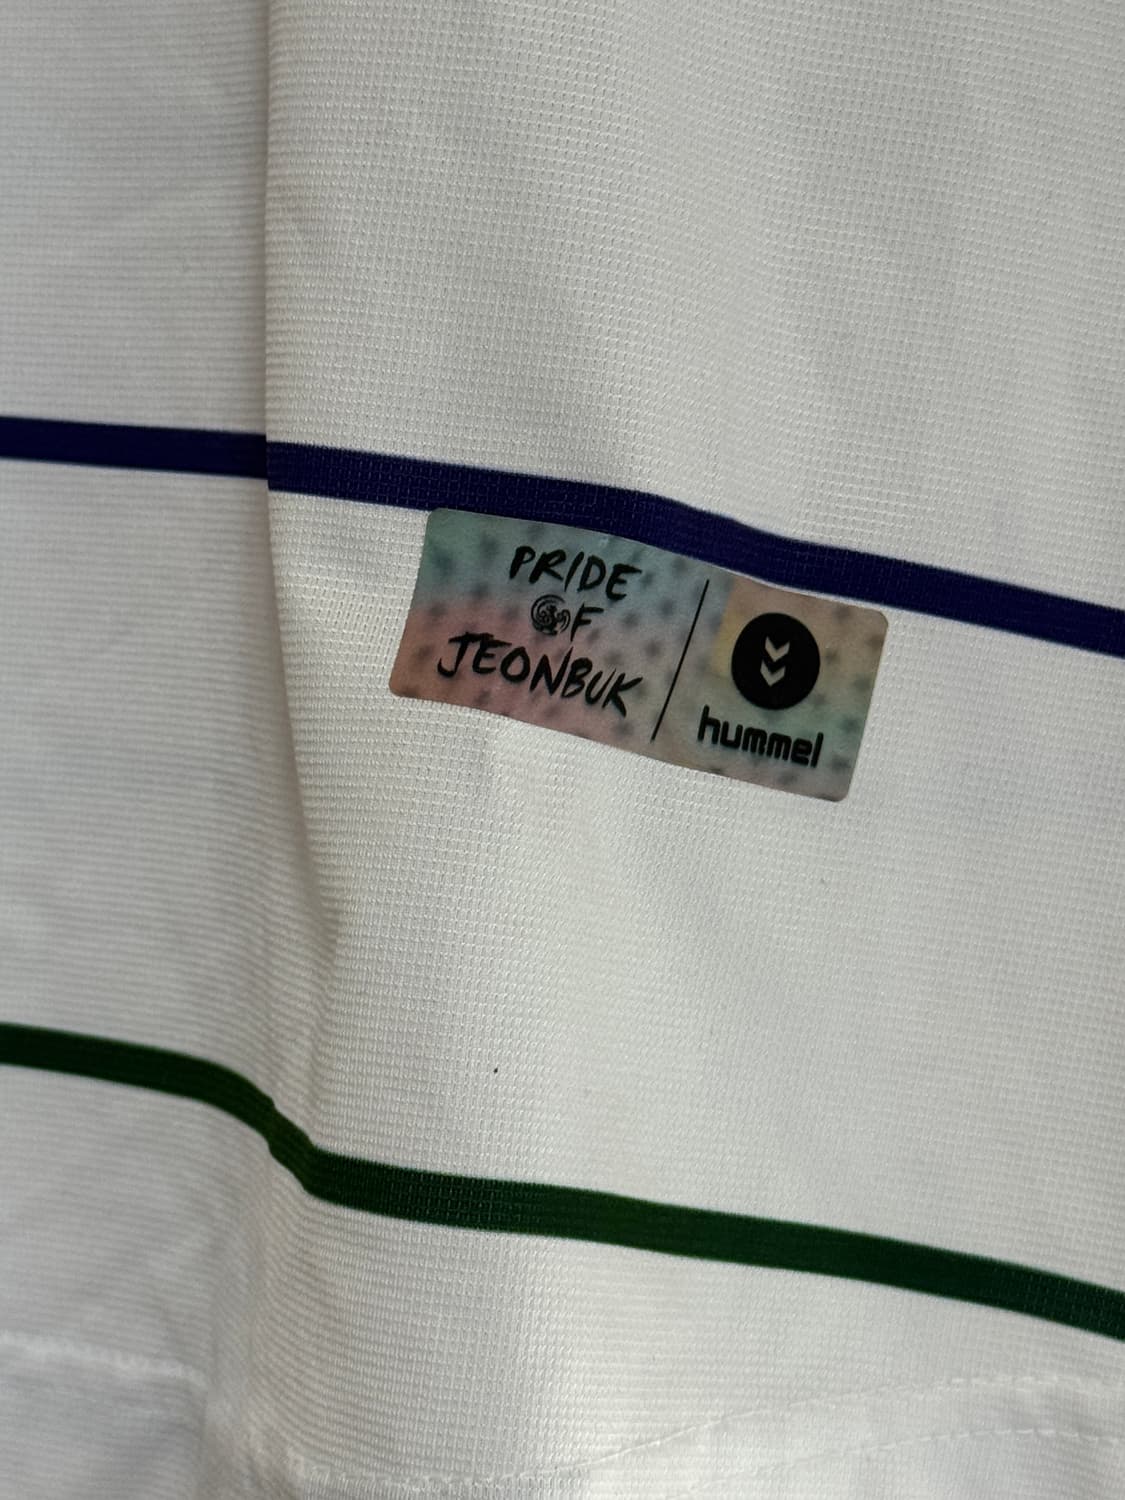 PRIDE
OF
JEONBUK
hummel